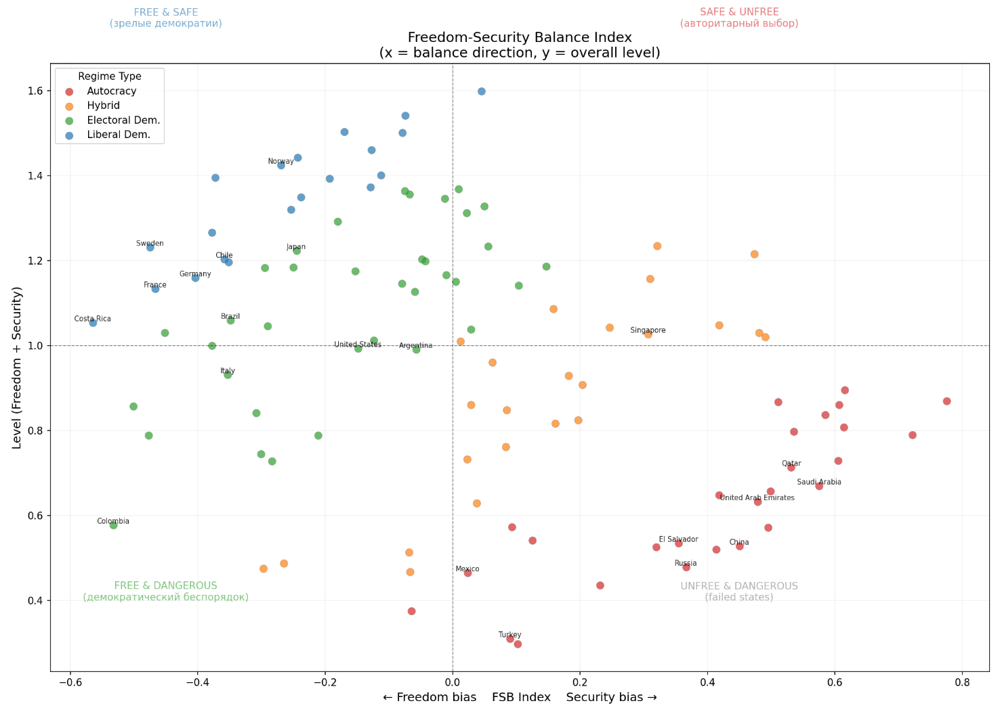 FREE & SAFE
(зрелые демократии)
SAFE & UNFREE
(авторитарный выбор)
Freedom-Security Balance Index
(x = balance direction, y = overall level)
Regime Type
Autocracy
Hybrid
Electoral Dem.
Liberal Dem.
Level (Freedom + Security)
1.6
1.4
1.2
1.0
0.8
0.6
0.4
Norway
Sweden
Japan
Chile
Germany
France
Costa Rica
Brazil
Singapore
United States
Argentina
Italy
Qatar
Saudi Arabia
United Arab Emirates
Colombia
El Salvador
China
Russia
Mexico
Turkey
FREE & DANGEROUS
(демократический беспорядок)
UNFREE & DANGEROUS
(failed states)
−0.6
−0.4
−0.2
0.0
0.2
0.4
0.6
0.8
← Freedom bias    FSB Index    Security bias →